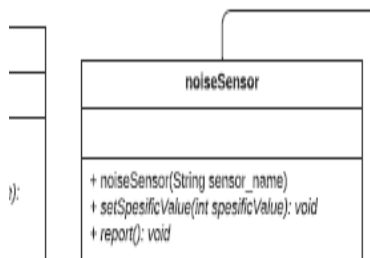 noiseSensor
+ noiseSensor(String sensor_name)
+ setSpesificValue(int spesificValue): void
+ report(): void
):